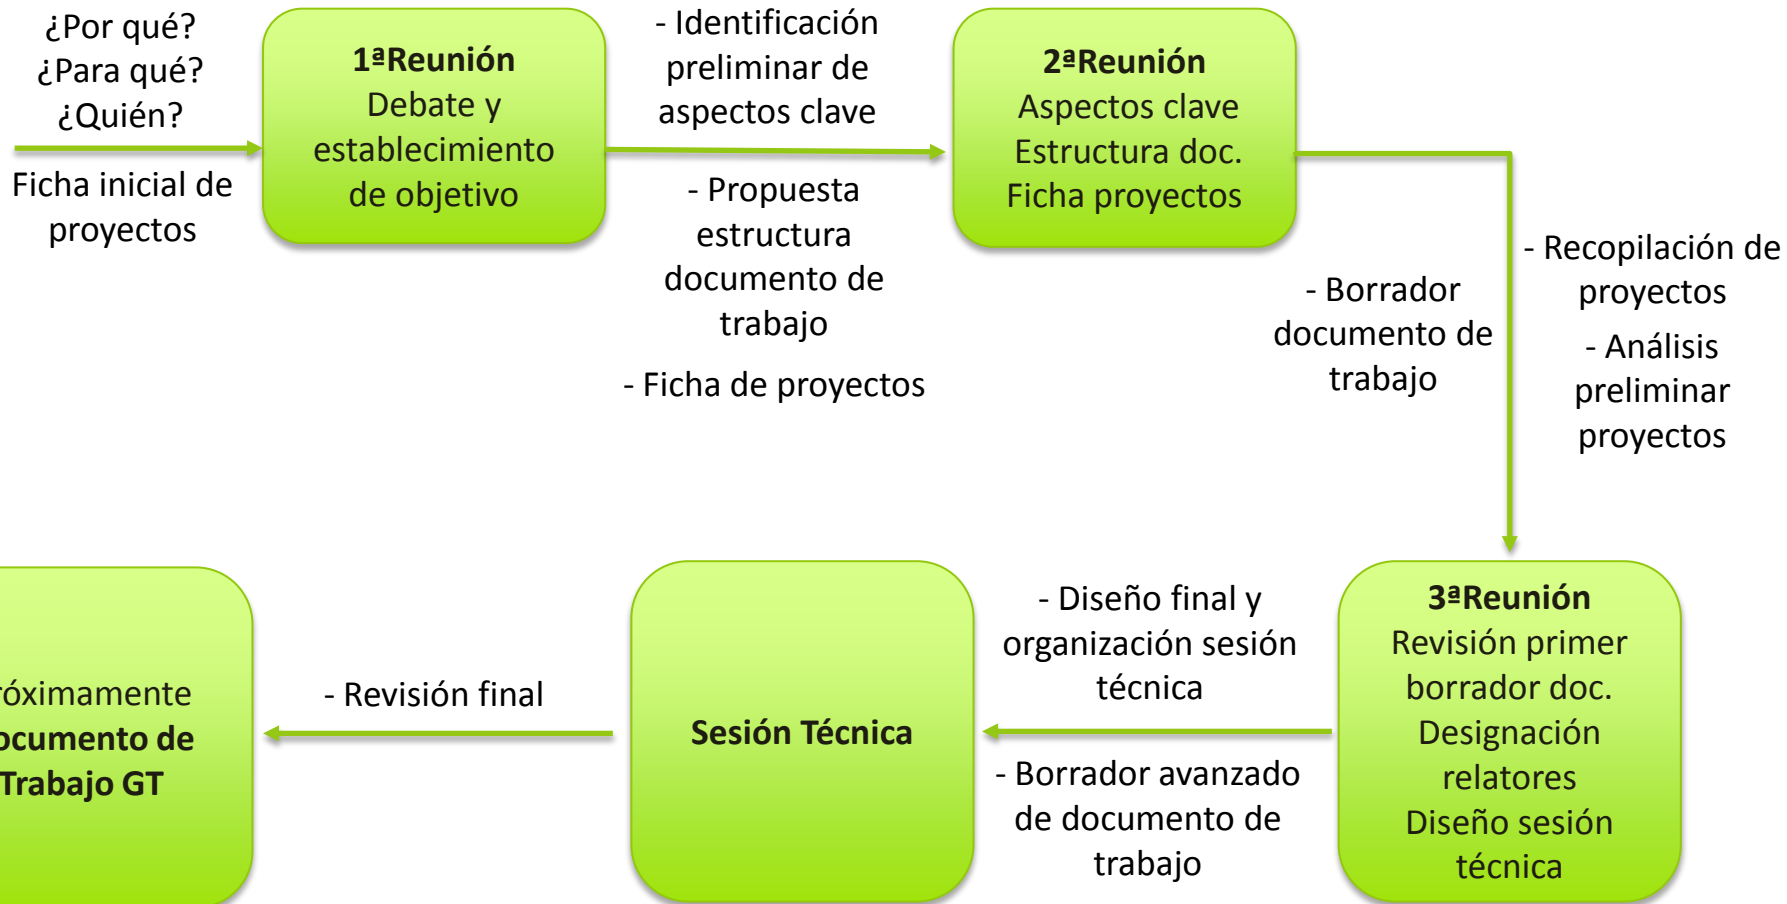 ¿Por qué?
¿Para qué?
¿Quién?
Ficha inicial de
proyectos
1ªReunión
Debate y
establecimiento
de objetivo
- Identificación
preliminar de
aspectos clave
- Propuesta
estructura
documento de
trabajo
- Ficha de proyectos
2ªReunión
Aspectos clave
Estructura doc.
Ficha proyectos
- Borrador
documento de
trabajo
- Recopilación de
proyectos
- Análisis
preliminar
proyectos
3ªReunión
Revisión primer
borrador doc.
Designación
relatores
Diseño sesión
técnica
- Diseño final y
organización sesión
técnica
- Borrador avanzado
de documento de
trabajo
Sesión Técnica
- Revisión final
róximamente
ocumento de
Trabajo GT